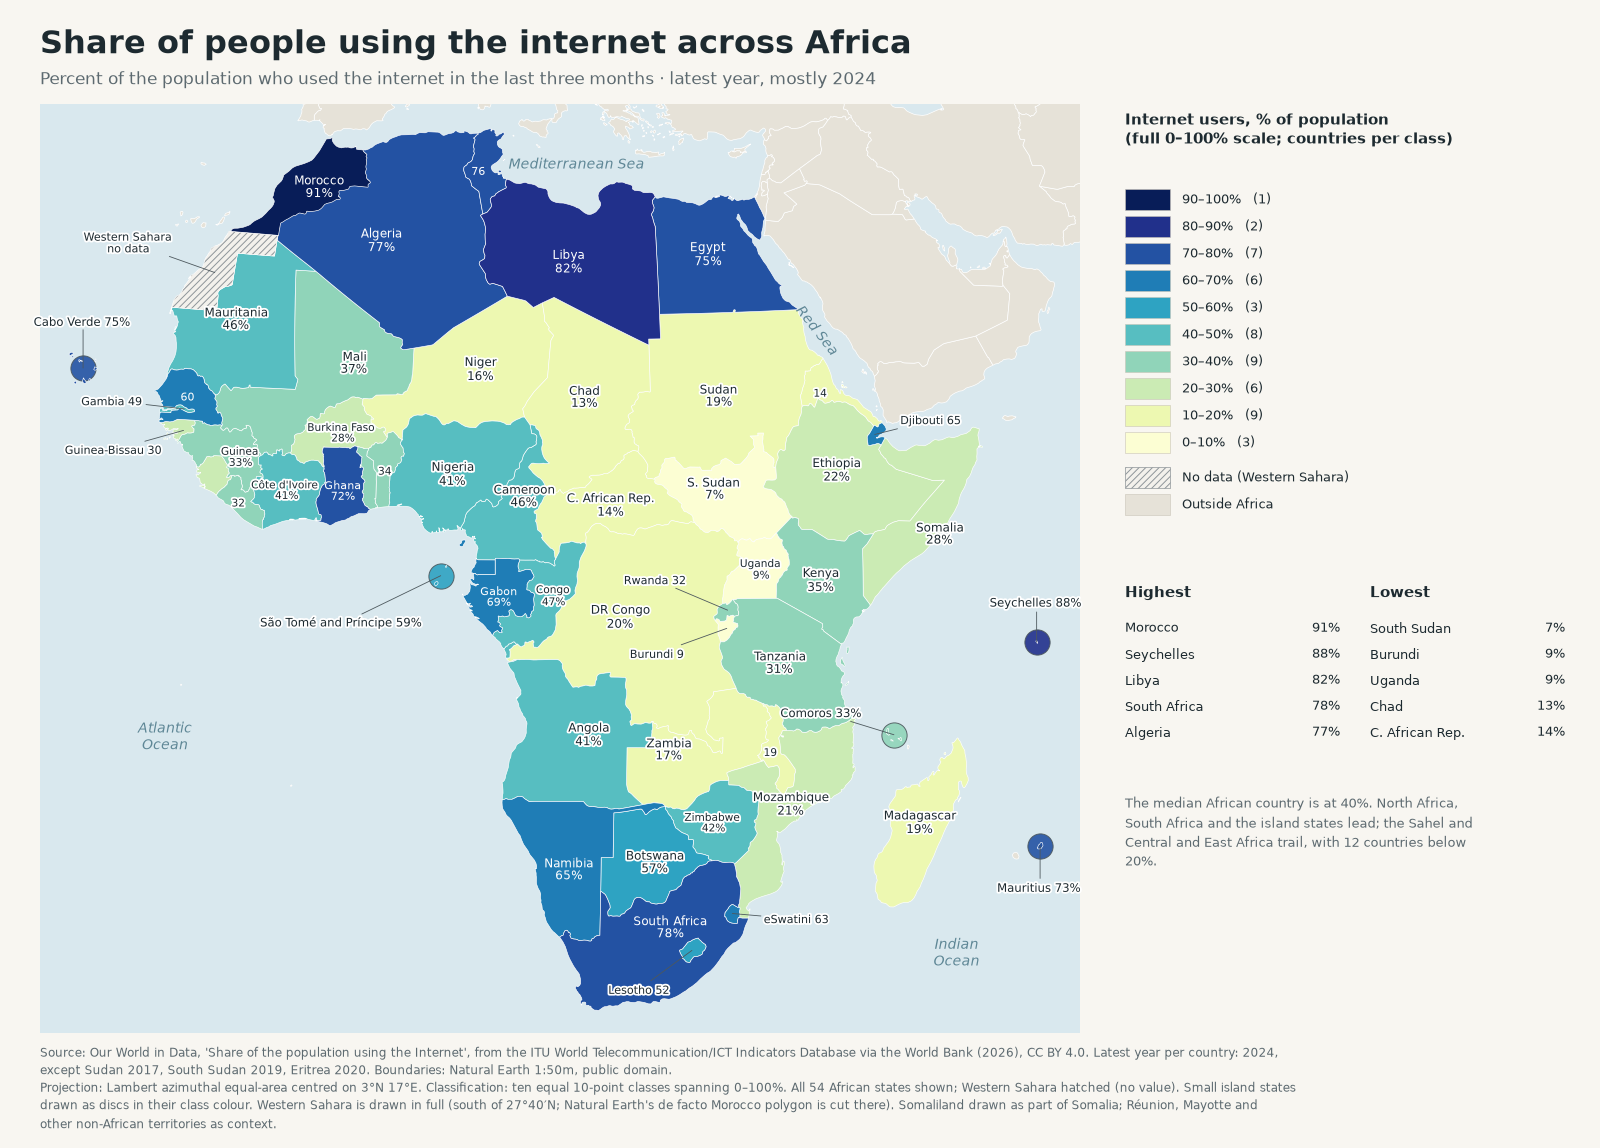 Share of people using the internet across Africa
Percent of the population who used the internet in the last three months · latest year, mostly 2024
Mediterranean Sea
Morocco
91%
76
Algeria
77%
Libya
82%
Egypt
75%
Western Sahara
no data
Red Sea
Cabo Verde 75%
Mauritania
46%
Mali
37%
Niger
16%
Chad
13%
Sudan
19%
14
60
Gambia 49
Guinea-Bissau 30
Burkina Faso
28%
Djibouti 65
Guinea
33%
34
Nigeria
41%
Ethiopia
22%
Côte d'Ivoire
41%
Ghana
72%
Cameroon
46%
S. Sudan
7%
C. African Rep.
14%
32
Somalia
28%
Uganda
9%
Kenya
35%
Rwanda 32
Gabon
69%
Congo
47%
DR Congo
20%
São Tomé and Príncipe 59%
Seychelles 88%
Burundi 9
Tanzania
31%
Comoros 33%
Atlantic
Ocean
Angola
41%
Zambia
17%
19
Mozambique
21%
Madagascar
19%
Zimbabwe
42%
Namibia
65%
Botswana
57%
Mauritius 73%
South Africa
78%
eSwatini 63
Indian
Ocean
Lesotho 52
Internet users, % of population
(full 0–100% scale; countries per class)
90–100% (1)
80–90% (2)
70–80% (7)
60–70% (6)
50–60% (3)
40–50% (8)
30–40% (9)
20–30% (6)
10–20% (9)
0–10% (3)
No data (Western Sahara)
Outside Africa
Highest
Morocco 91%
Seychelles 88%
Libya 82%
South Africa 78%
Algeria 77%
Lowest
South Sudan 7%
Burundi 9%
Uganda 9%
Chad 13%
C. African Rep. 14%
The median African country is at 40%. North Africa,
South Africa and the island states lead; the Sahel and
Central and East Africa trail, with 12 countries below
20%.
Source: Our World in Data, 'Share of the population using the Internet', from the ITU World Telecommunication/ICT Indicators Database via the World Bank (2026), CC BY 4.0. Latest year per country: 2024,
except Sudan 2017, South Sudan 2019, Eritrea 2020. Boundaries: Natural Earth 1:50m, public domain.
Projection: Lambert azimuthal equal-area centred on 3°N 17°E. Classification: ten equal 10-point classes spanning 0–100%. All 54 African states shown; Western Sahara hatched (no value). Small island states
drawn as discs in their class colour. Western Sahara is drawn in full (south of 27°40′N; Natural Earth's de facto Morocco polygon is cut there). Somaliland drawn as part of Somalia; Réunion, Mayotte and
other non-African territories as context.